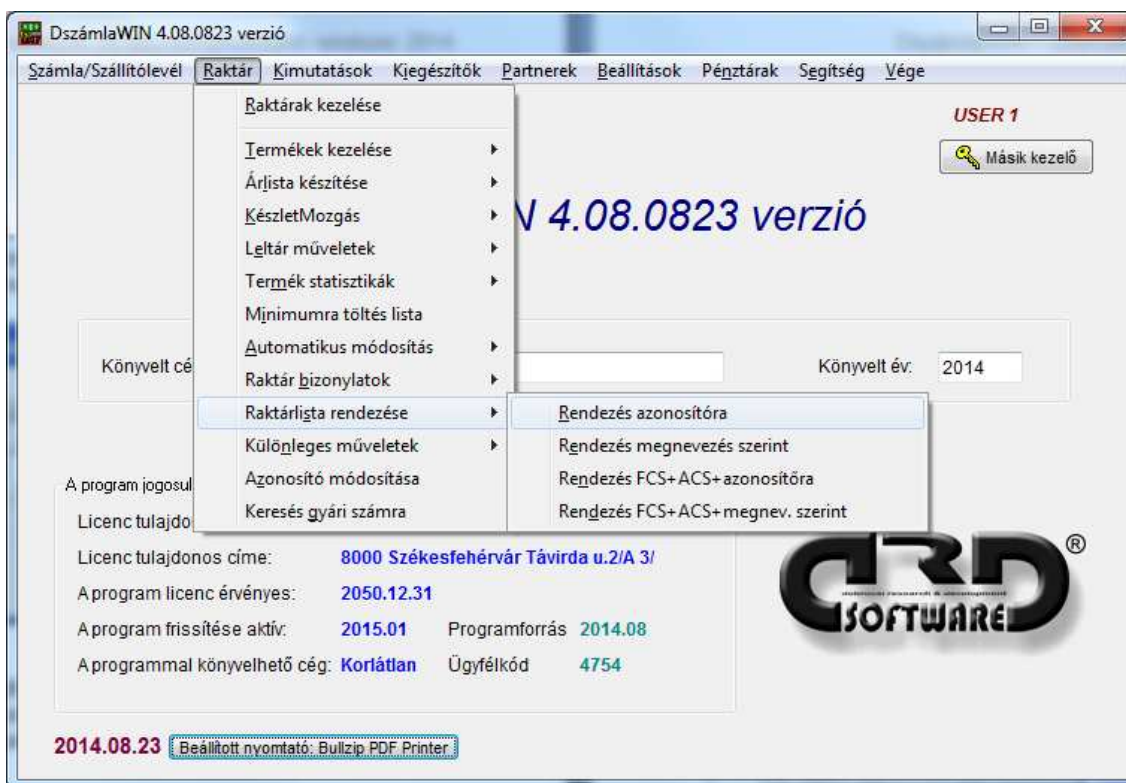 DszámlaWIN 4.08.0823 verzió
Számla/Szállítólevél Raktár Kimutatások Kiegészítők Partnerek Beállítások Pénztárak Segítség Vége
Raktárak kezelése
USER 1
Másik kezelő
Termékek kezelése
Árlista készítése
KészletMozgás
N 4.08.0823 verzió
Leltár műveletek
Termék statisztikák
Minimumra töltés lista
Automatikus módosítás
Könyvelt cé
Könyvelt év: 2014
Raktár bizonylatok
Raktárlista rendezése
Rendezés azonosítóra
Különleges műveletek
Rendezés megnevezés szerint
Azonosító módosítása
Rendezés FCS+ACS+azonosítőra
Keresés gyári számra
Rendezés FCS+ACS+megnev. szerint
A program jogosul
Licenc tulajdo
Licenc tulajdonos címe: 8000 Székesfehérvár Távirda u.2/A 3/
A program licenc érvényes: 2050.12.31
A program frissítése aktív: 2015.01 Programforrás 2014.08
A programmal könyvelhető cég: Korlátlan Ügyfélkód 4754
DRD ®
SOFTWARE
2014.08.23 Beállított nyomtató: Bullzip PDF Printer